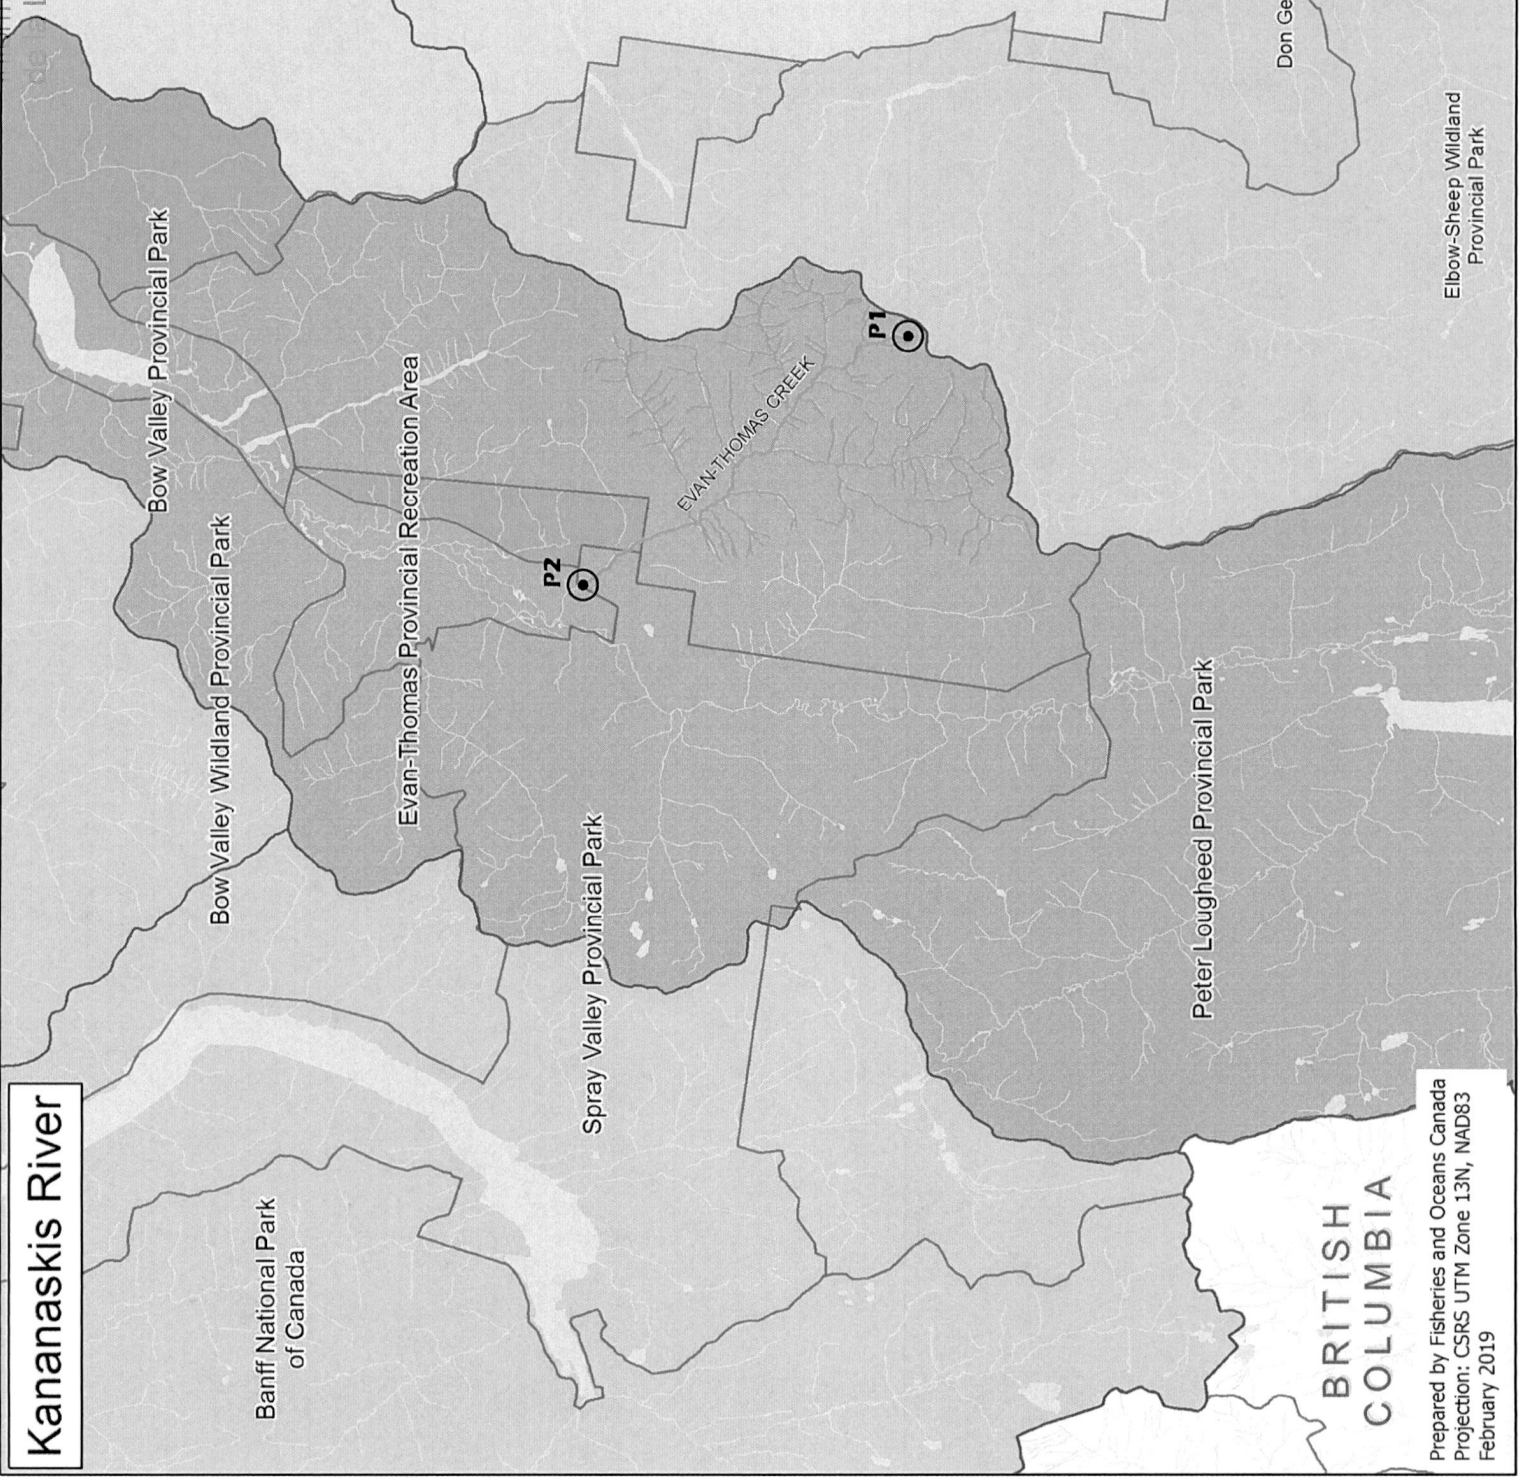 Kananaskis River
Banff National Park
of Canada
Bow Valley Wildland Provincial Park
Bow Valley Provincial Park
Evan-Thomas Provincial Recreation Area
Spray Valley Provincial Park
P2
EVAN-THOMAS CREEK
P1
Peter Lougheed Provincial Park
Don Ge
Elbow-Sheep Wildland
Provincial Park
BRITISH
COLUMBIA
Prepared by Fisheries and Oceans Canada
Projection: CSRS UTM Zone 13N, NAD83
February 2019